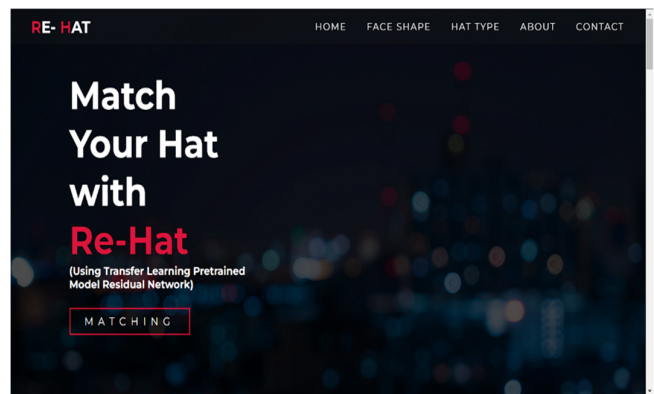 RE- HAT
HOME FACE SHAPE HAT TYPE ABOUT CONTACT
Match
Your Hat
with
Re-Hat
(Using Transfer Learning Pretrained
Model Residual Network)
MATCHING